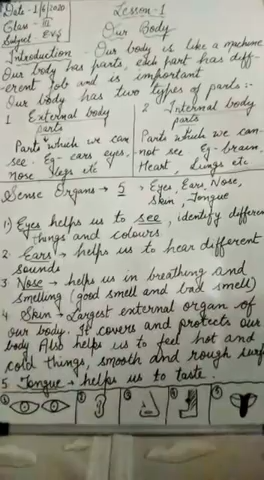 Date - 1/6/2020
Class - III
Subject - EVS
Lesson-1
Our Body
Introduction - Our body is like a machine
Our body has parts, each part has diff-
erent job and is important
Our body has two types of parts:-
1 External body parts
Parts which we can
see. Eg- ears eyes,
nose legs etc
2 Internal body parts
Parts which we can-
not see Eg- brain,
Heart, Lungs etc
Sense Organs → 5 → Eyes, Ears, Nose,
Skin, Tongue
1) Eyes helps us to see, identify differen
things and colours
2. Ears → helps us to hear different
sounds
3 Nose → helps us in breathing and
smelling (good smell and bad smell)
4 Skin → Largest external organ of
our body. It covers and protects our
body Also helps us to feel hot and
cold things, smooth and rough surf
5 Tongue → helps us to taste.
1 2 3 4 5